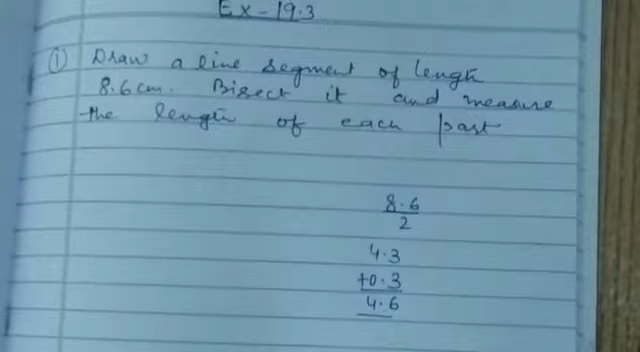 Ex-19.3
① Draw a line segment of length
8.6 cm. Bisect it and measure
the length of each part
8.6
2
4.3
+0.3
4.6